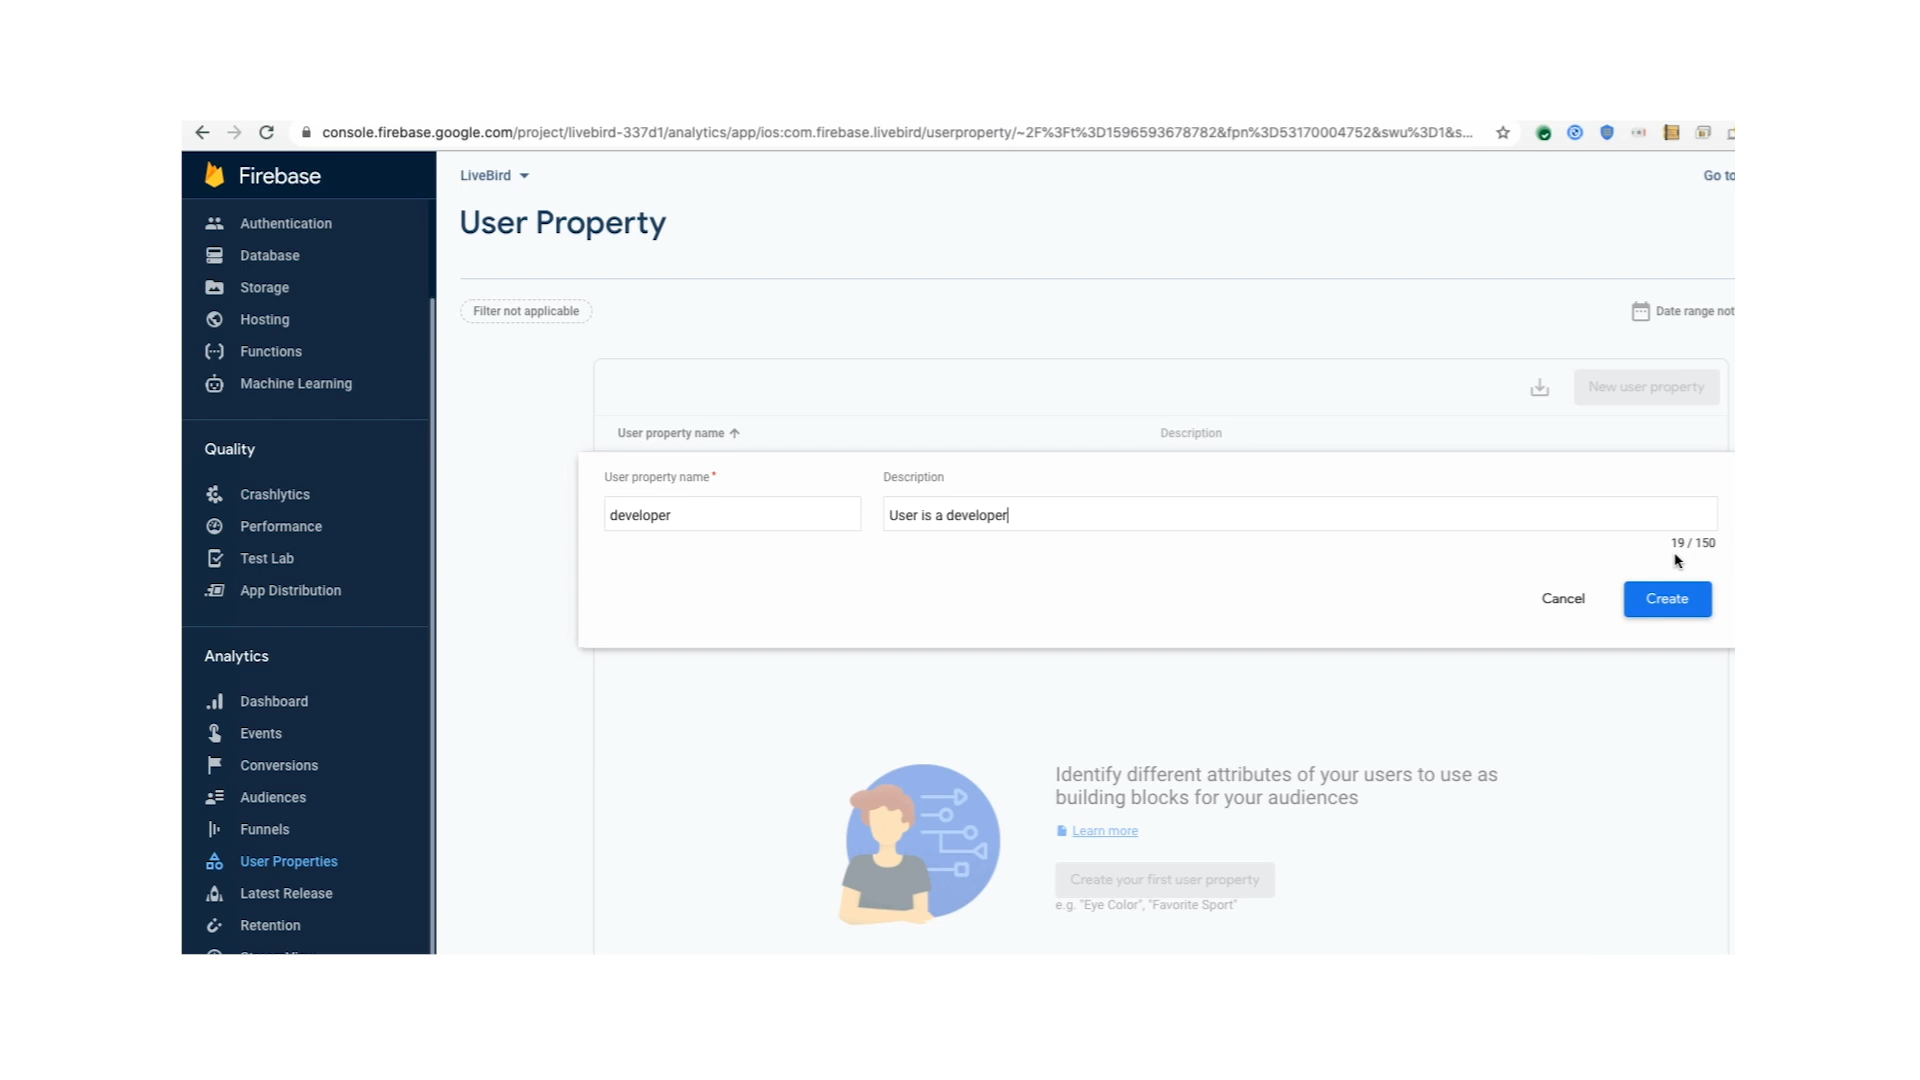 console.firebase.google.com/project/livebird-337d1/analytics/app/ios:com.firebase.livebird/userproperty/~2F%3Ft%3D1596593678782&fpn%3D53170004752&swu%3D1&s...
Firebase
LiveBird
Go to
User Property
Authentication
Database
Storage
Hosting
Functions
Machine Learning
Quality
Crashlytics
Performance
Test Lab
App Distribution
Analytics
Dashboard
Events
Conversions
Audiences
Funnels
User Properties
Latest Release
Retention
Filter not applicable
Date range not
New user property
User property name
Description
User property name*
Description
developer
User is a developer
19 / 150
Cancel
Create
Identify different attributes of your users to use as
building blocks for your audiences
Learn more
Create your first user property
e.g. "Eye Color", "Favorite Sport"